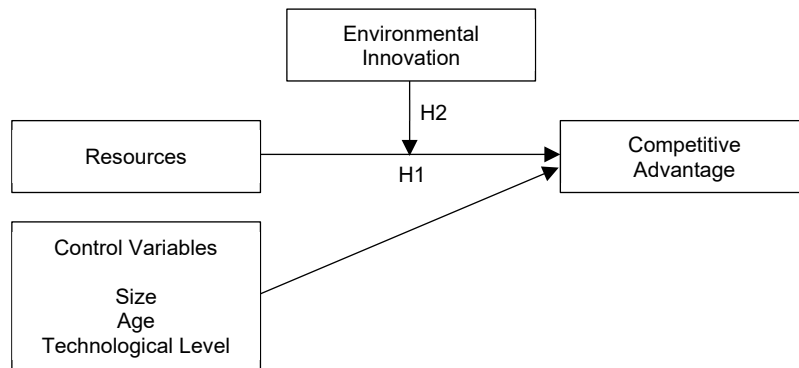 Environmental
Innovation
H2
Resources
H1
Competitive
Advantage
Control Variables
Size
Age
Technological Level